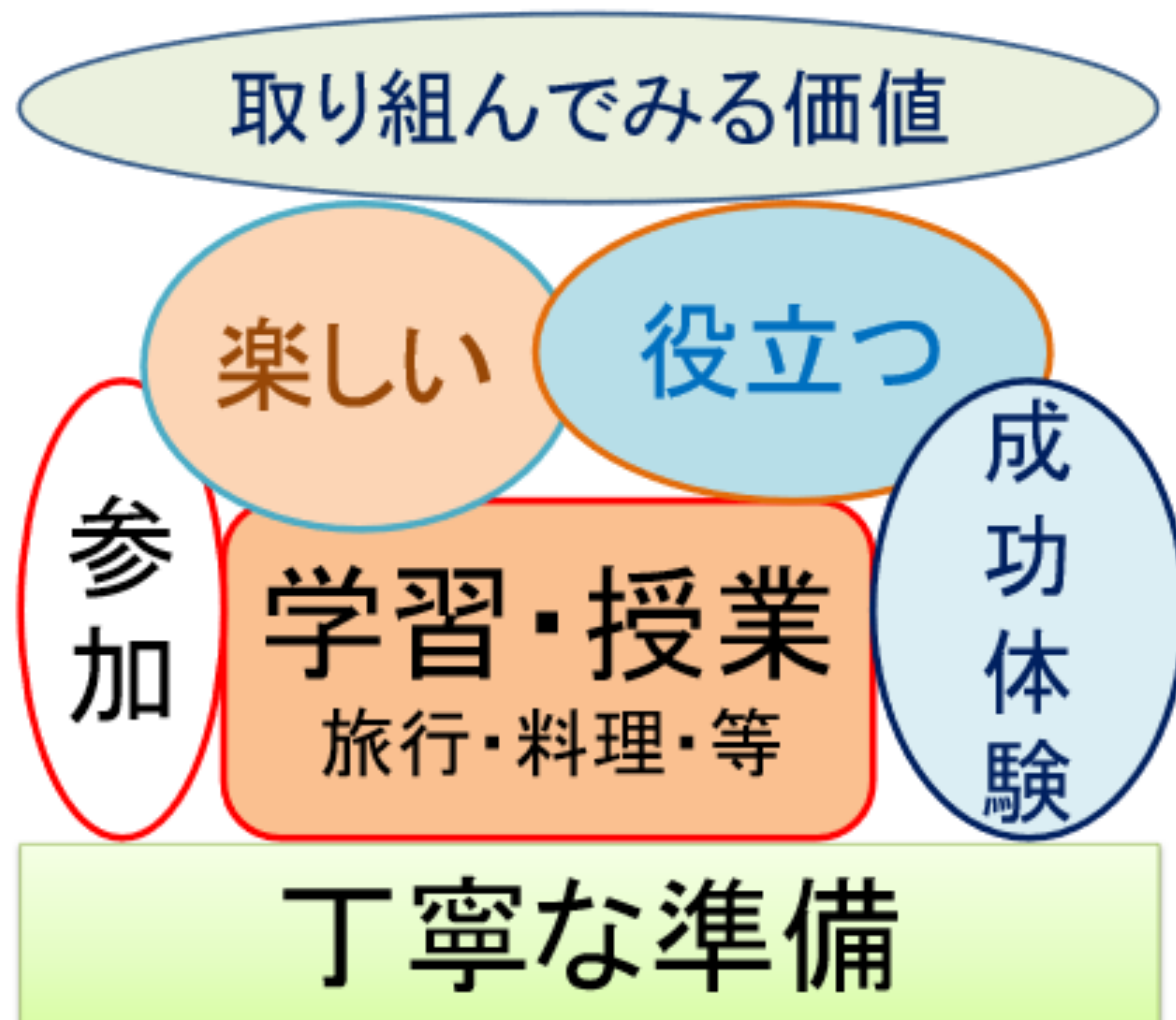 取り組んでみる価値
楽しい
役立つ
参加
学習・授業
旅行・料理・等
成功体験
丁寧な準備